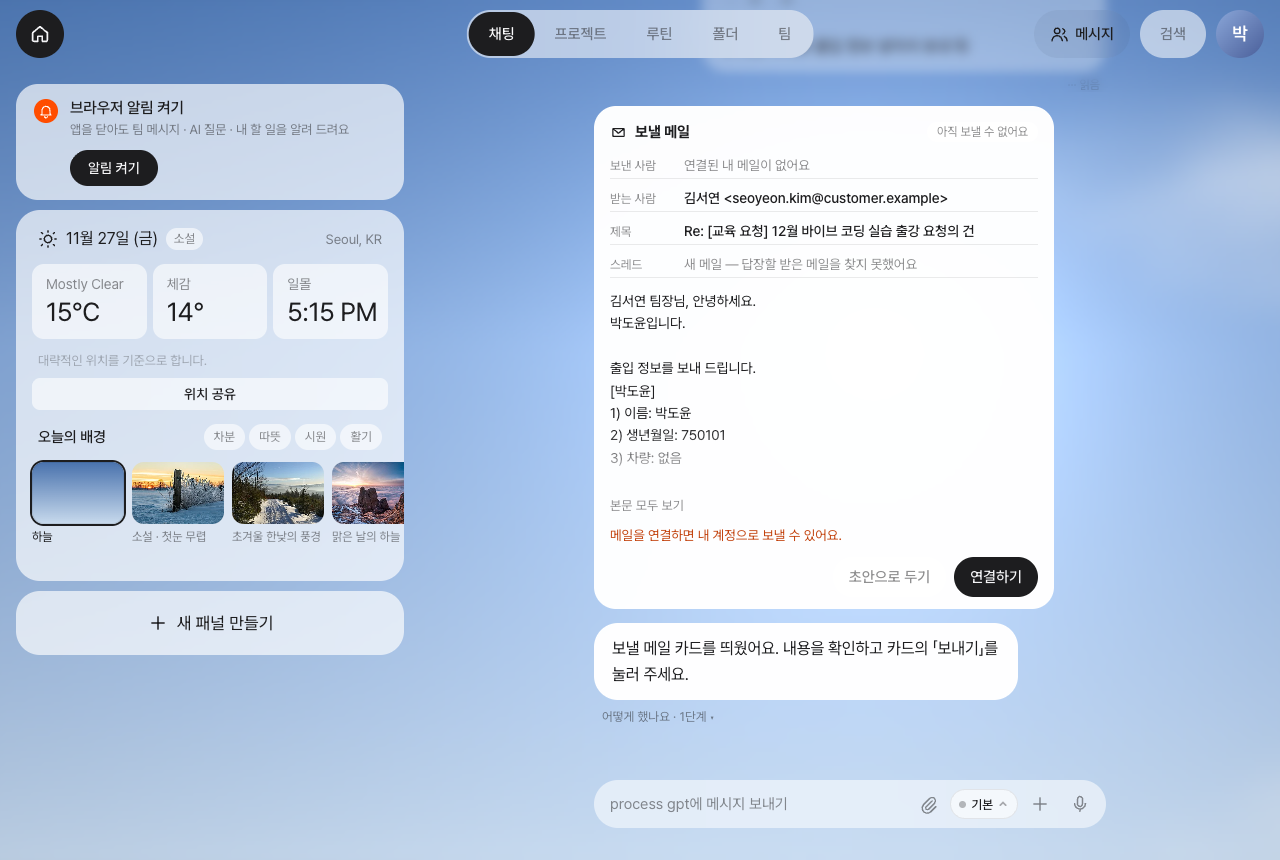 채팅
프로젝트
루틴
폴더
팀
메시지
검색
박
브라우저 알림 켜기
앱을 닫아도 팀 메시지 · AI 질문 · 내 할 일을 알려 드려요
알림 켜기
11월 27일 (금)
소설
Seoul, KR
Mostly Clear
15°C
체감
14°
일몰
5:15 PM
대략적인 위치를 기준으로 합니다.
위치 공유
오늘의 배경
차분
따뜻
시원
활기
하늘
소설 · 첫눈 무렵
초겨울 한낮의 풍경
맑은 날의 하늘
새 패널 만들기
보낼 메일
아직 보낼 수 없어요
보낸 사람
연결된 내 메일이 없어요
받는 사람
김서연 <seoyeon.kim@customer.example>
제목
Re: [교육 요청] 12월 바이브 코딩 실습 출강 요청의 건
스레드
새 메일 — 답장할 받은 메일을 찾지 못했어요
김서연 팀장님, 안녕하세요.
박도윤입니다.
출입 정보를 보내 드립니다.
[박도윤]
1) 이름: 박도윤
2) 생년월일: 750101
3) 차량: 없음
본문 모두 보기
메일을 연결하면 내 계정으로 보낼 수 있어요.
초안으로 두기
연결하기
보낼 메일 카드를 띄웠어요. 내용을 확인하고 카드의 「보내기」를
눌러 주세요.
어떻게 했나요 · 1단계
process gpt에 메시지 보내기
기본